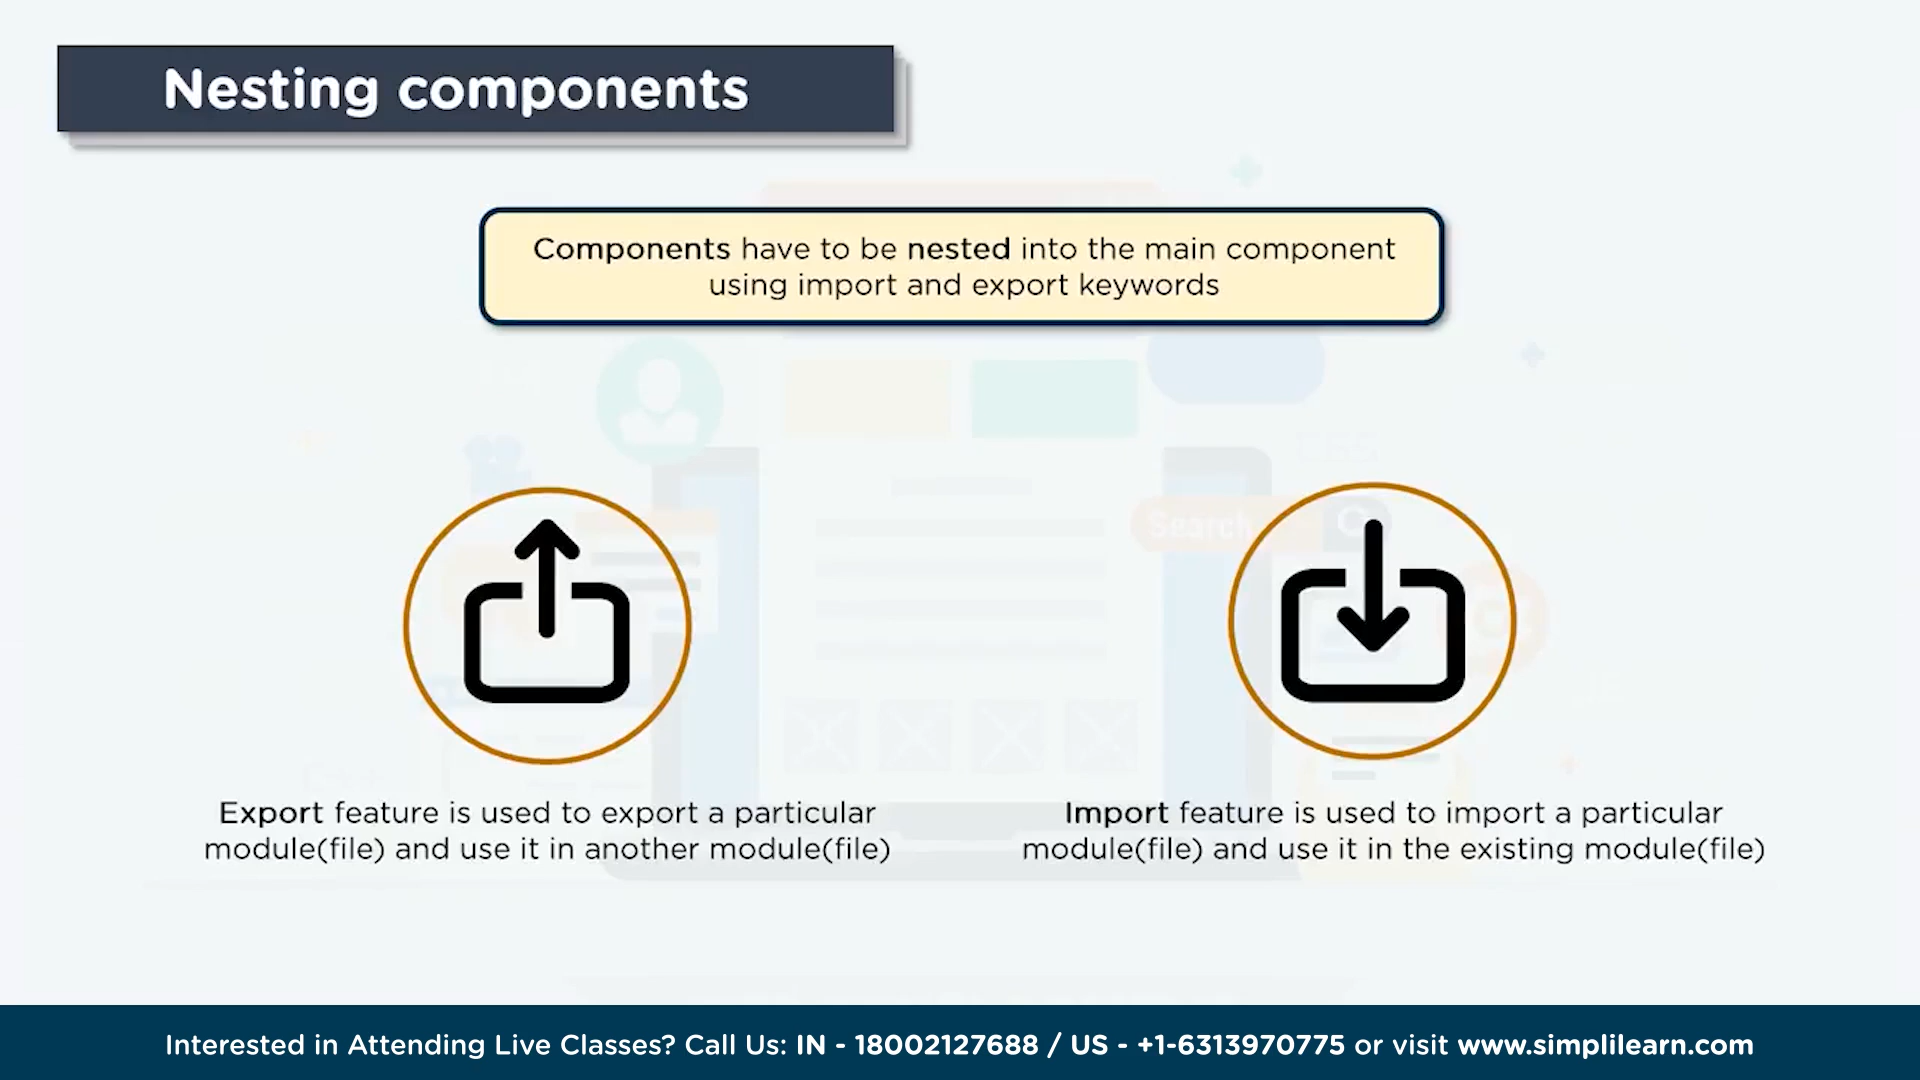 Nesting components
Components have to be nested into the main component
using import and export keywords
Search
Export feature is used to export a particular
module(file) and use it in another module(file)
Import feature is used to import a particular
module(file) and use it in the existing module(file)
C++
Interested in Attending Live Classes? Call Us: IN - 18002127688 / US - +1-6313970775 or visit www.simplilearn.com